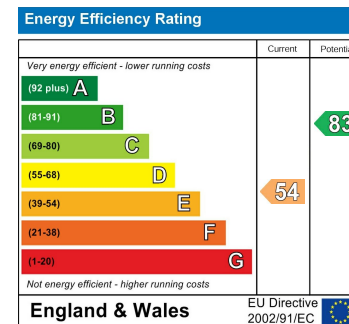 Energy Efficiency Rating
Current Potentia
Very energy efficient - lower running costs
(92 plus) A
(81-91) B
83
(69-80) C
(55-68) D
(39-54) E
54
(21-38) F
(1-20) G
Not energy efficient - higher running costs
England & Wales
EU Directive
2002/91/EC